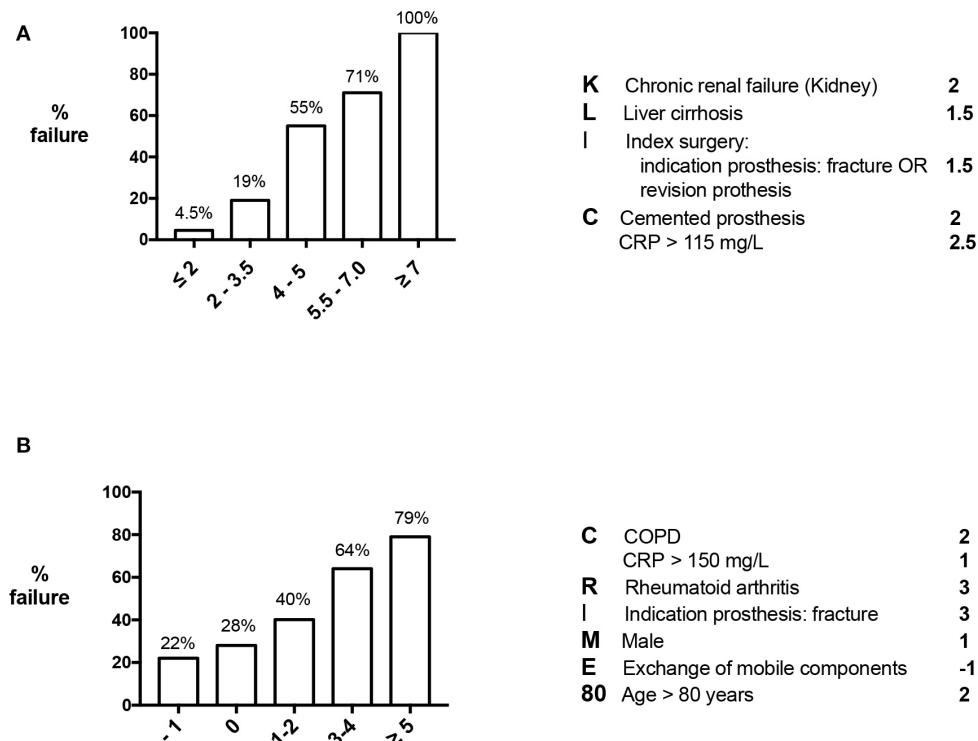 A
100%
100
80
71%
%
failure
60
55%
40
20
19%
4.5%
0
≤ 2
2 - 3.5
4 - 5
5.5 - 7.0
≥ 7
K Chronic renal failure (Kidney) 2
L Liver cirrhosis 1.5
I Index surgery:
indication prosthesis: fracture OR 1.5
revision prothesis
C Cemented prosthesis 2
CRP > 115 mg/L 2.5
B
100
80
79%
%
failure
64%
60
40%
40
28%
22%
20
0
- 1
0
1-2
3-4
≥ 5
C COPD 2
CRP > 150 mg/L 1
R Rheumatoid arthritis 3
I Indication prosthesis: fracture 3
M Male 1
E Exchange of mobile components -1
80 Age > 80 years 2